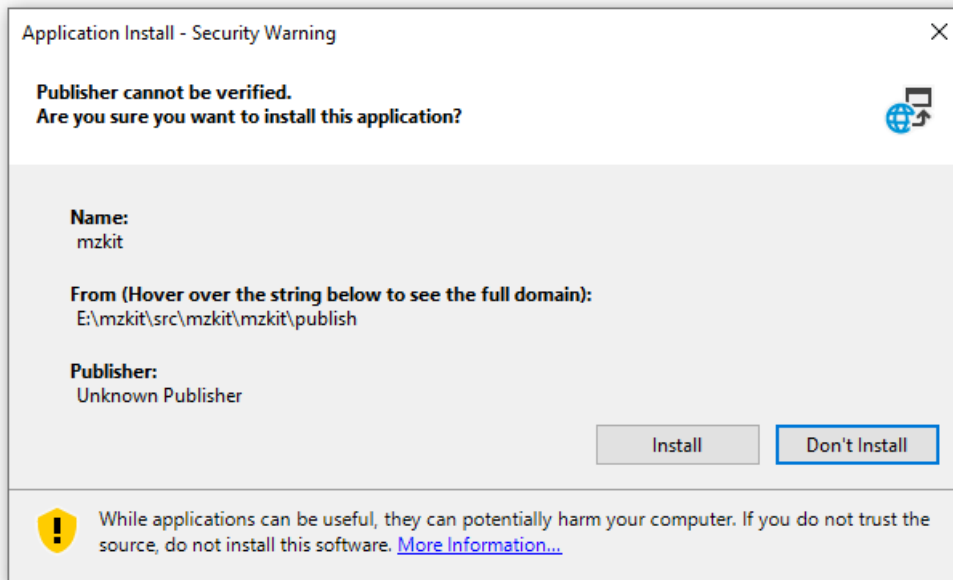 Application Install - Security Warning
Publisher cannot be verified.
Are you sure you want to install this application?
Name:
mzkit
From (Hover over the string below to see the full domain):
E:\mzkit\src\mzkit\mzkit\publish
Publisher:
Unknown Publisher
Install Don't Install
While applications can be useful, they can potentially harm your computer. If you do not trust the
source, do not install this software. More Information...